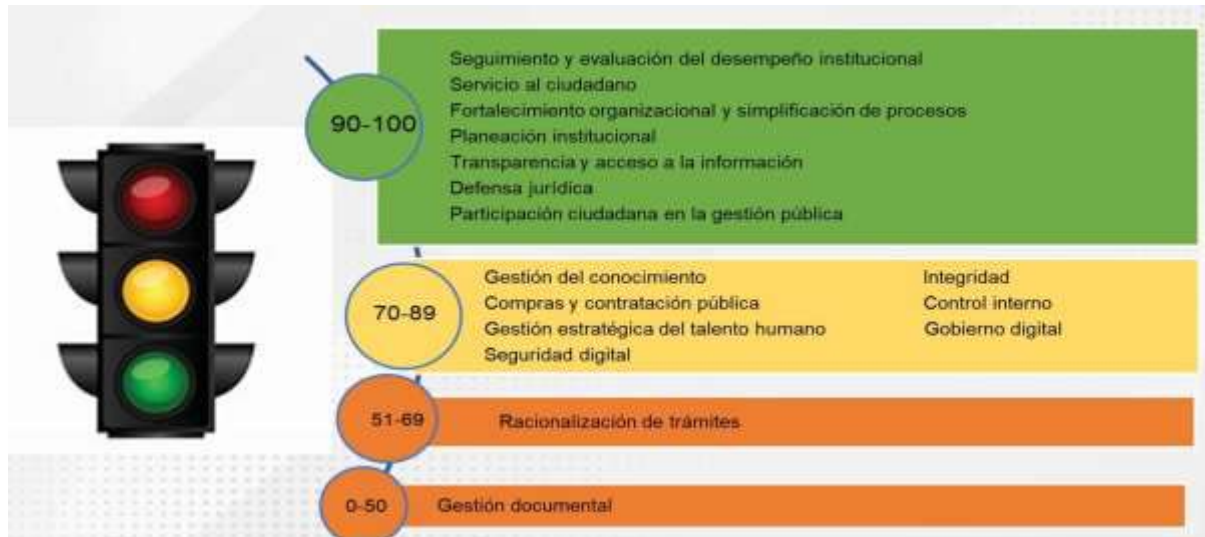 90-100
Seguimiento y evaluación del desempeño institucional
Servicio al ciudadano
Fortalecimiento organizacional y simplificación de procesos
Planeación institucional
Transparencia y acceso a la información
Defensa jurídica
Participación ciudadana en la gestión pública
70-89
Gestión del conocimiento
Compras y contratación pública
Gestión estratégica del talento humano
Seguridad digital
Integridad
Control interno
Gobierno digital
51-69
Racionalización de trámites
0-50
Gestión documental